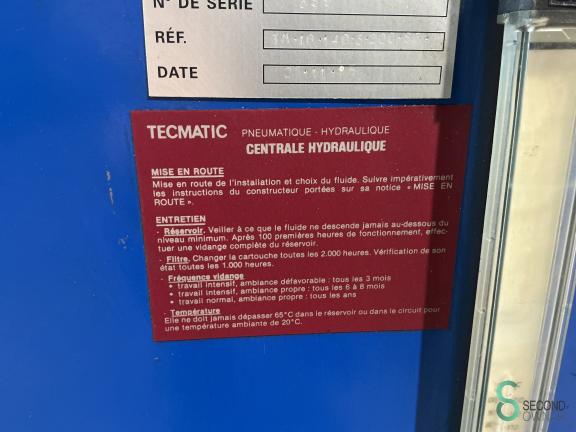 N° DE SÉRIE
RÉF.
DATE
TECMATIC PNEUMATIQUE - HYDRAULIQUE
CENTRALE HYDRAULIQUE
MISE EN ROUTE
Mise en route de l'installation et choix du fluide. Suivre impérativement
les instructions du constructeur portées sur sa notice « MISE EN
ROUTE ».
ENTRETIEN
- Réservoir. Veiller à ce que le fluide ne descende jamais au-dessous du
niveau minimum. Après 100 premières heures de fonctionnement, effec-
tuer une vidange complète du réservoir.
- Filtre. Changer la cartouche toutes les 2.000 heures. Vérification de son
état toutes les 1.000 heures.
- Fréquence vidange
• travail intensif, ambiance défavorable : tous les 3 mois
• travail intensif, ambiance propre : tous les 6 à 8 mois
• travail normal, ambiance propre : tous les ans
- Température
Elle ne doit jamais dépasser 65°C dans le réservoir ou dans le circuit pour
une température ambiante de 20°C.
SECOND-